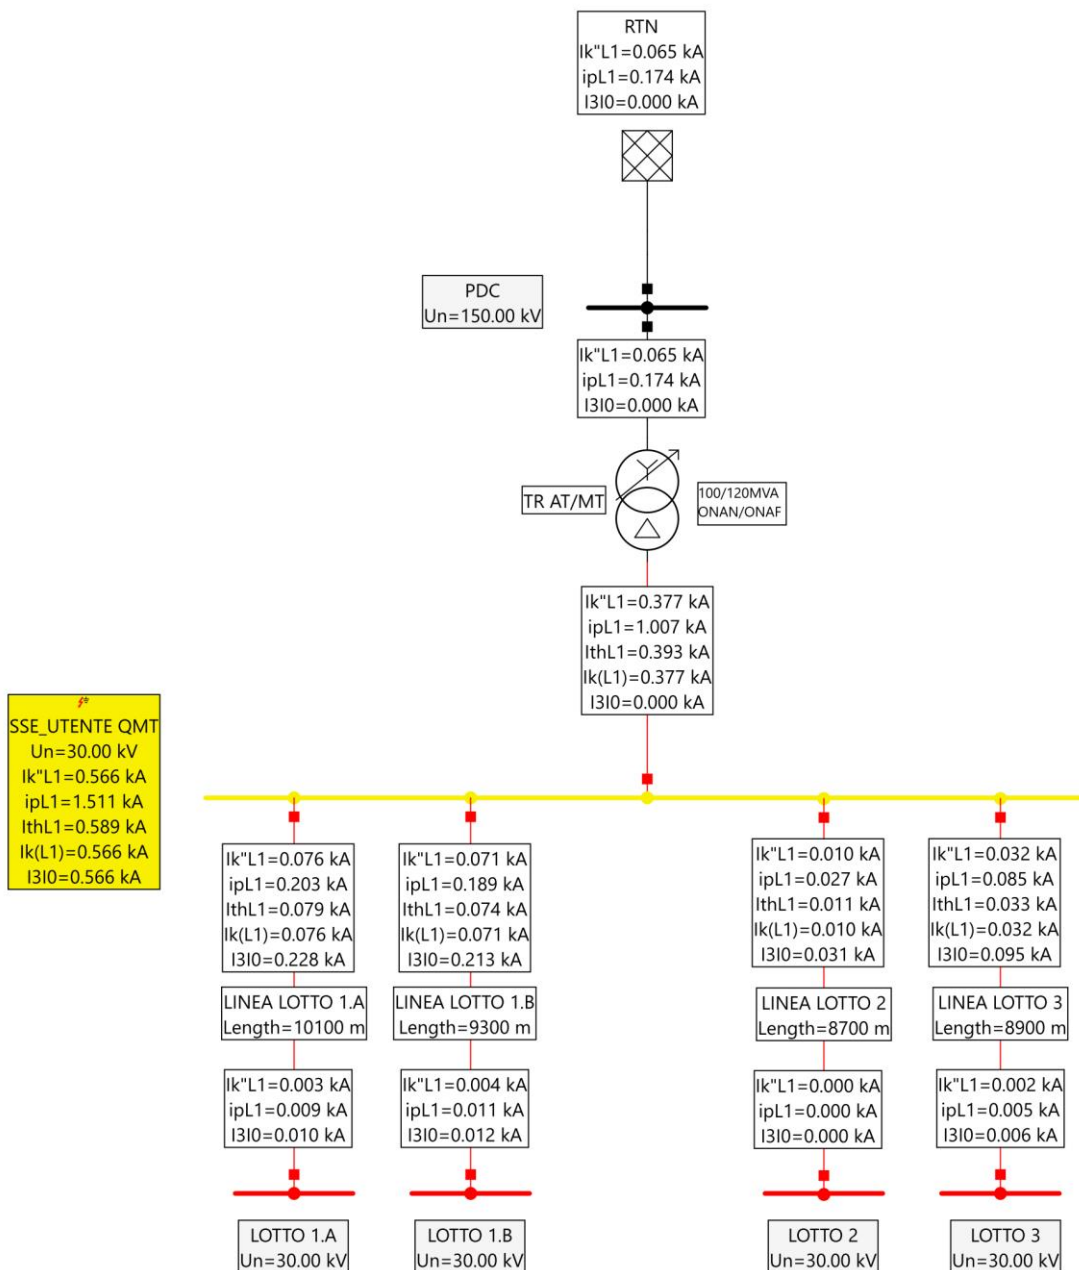 RTN
Ik"L1=0.065 kA
ipL1=0.174 kA
I3I0=0.000 kA
PDC
Un=150.00 kV
Ik"L1=0.065 kA
ipL1=0.174 kA
I3I0=0.000 kA
TR AT/MT
100/120MVA
ONAN/ONAF
Ik"L1=0.377 kA
ipL1=1.007 kA
IthL1=0.393 kA
Ik(L1)=0.377 kA
I3I0=0.000 kA
SSE_UTENTE QMT
Un=30.00 kV
Ik"L1=0.566 kA
ipL1=1.511 kA
IthL1=0.589 kA
Ik(L1)=0.566 kA
I3I0=0.566 kA
Ik"L1=0.076 kA
ipL1=0.203 kA
IthL1=0.079 kA
Ik(L1)=0.076 kA
I3I0=0.228 kA
Ik"L1=0.071 kA
ipL1=0.189 kA
IthL1=0.074 kA
Ik(L1)=0.071 kA
I3I0=0.213 kA
Ik"L1=0.010 kA
ipL1=0.027 kA
IthL1=0.011 kA
Ik(L1)=0.010 kA
I3I0=0.031 kA
Ik"L1=0.032 kA
ipL1=0.085 kA
IthL1=0.033 kA
Ik(L1)=0.032 kA
I3I0=0.095 kA
LINEA LOTTO 1.A
Length=10100 m
LINEA LOTTO 1.B
Length=9300 m
LINEA LOTTO 2
Length=8700 m
LINEA LOTTO 3
Length=8900 m
Ik"L1=0.003 kA
ipL1=0.009 kA
I3I0=0.010 kA
Ik"L1=0.004 kA
ipL1=0.011 kA
I3I0=0.012 kA
Ik"L1=0.000 kA
ipL1=0.000 kA
I3I0=0.000 kA
Ik"L1=0.002 kA
ipL1=0.005 kA
I3I0=0.006 kA
LOTTO 1.A
Un=30.00 kV
LOTTO 1.B
Un=30.00 kV
LOTTO 2
Un=30.00 kV
LOTTO 3
Un=30.00 kV